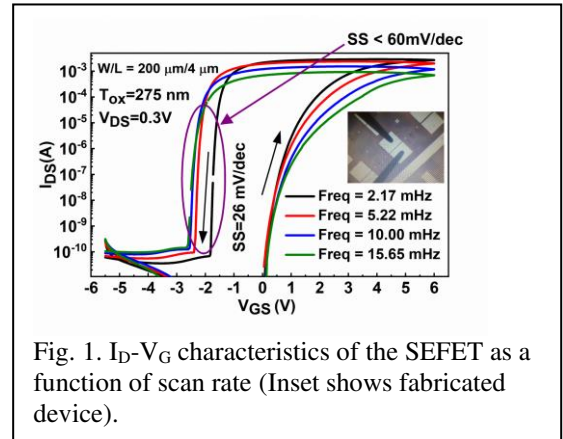 SS < 60mV/dec
W/L = 200 µm/4 µm
T_OX=275 nm
V_DS=0.3V
SS=26 mV/dec
Freq = 2.17 mHz
Freq = 5.22 mHz
Freq = 10.00 mHz
Freq = 15.65 mHz
I_DS(A)
10^-3
10^-4
10^-5
10^-6
10^-7
10^-8
10^-9
10^-10
-6 -5 -4 -3 -2 -1 0 1 2 3 4 5 6
V_GS (V)
Fig. 1. I_D-V_G characteristics of the SEFET as a
function of scan rate (Inset shows fabricated
device).